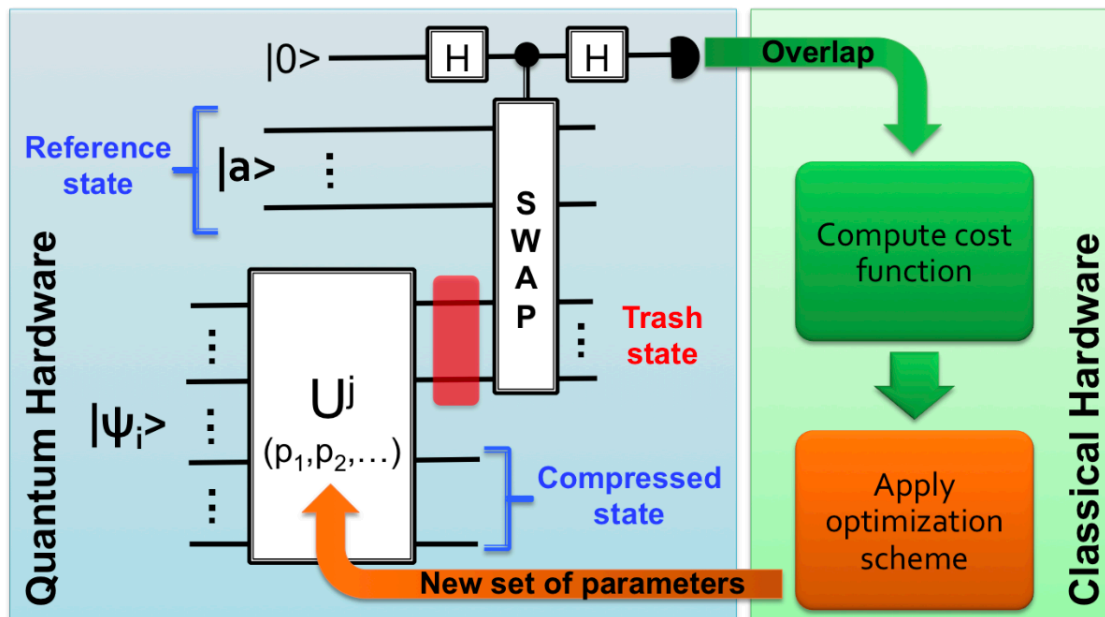 |0>
H
H
Overlap
Reference
state
|a>
⋮
S
W
A
P
Compute cost
function
Quantum Hardware
Classical Hardware
Trash
state
⋮
⋮
|ψᵢ>
⋮
⋮
Uʲ
(p₁,p₂,...)
Compressed
state
Apply
optimization
scheme
New set of parameters